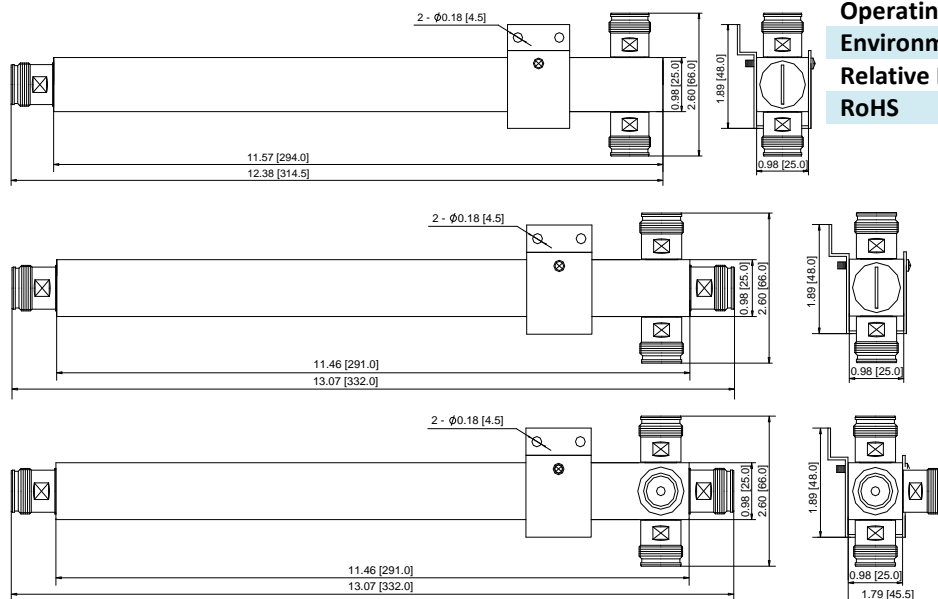 Operatin
Environm
Relative
RoHS
2 - ϕ0.18 [4.5]
0.98 [25.0]
2.60 [66.0]
1.89 [48.0]
0.98 [25.0]
11.57 [294.0]
12.38 [314.5]
2 - ϕ0.18 [4.5]
0.98 [25.0]
2.60 [66.0]
1.89 [48.0]
0.98 [25.0]
11.46 [291.0]
13.07 [332.0]
2 - ϕ0.18 [4.5]
0.98 [25.0]
2.60 [66.0]
1.89 [48.0]
0.98 [25.0]
1.79 [45.5]
11.46 [291.0]
13.07 [332.0]